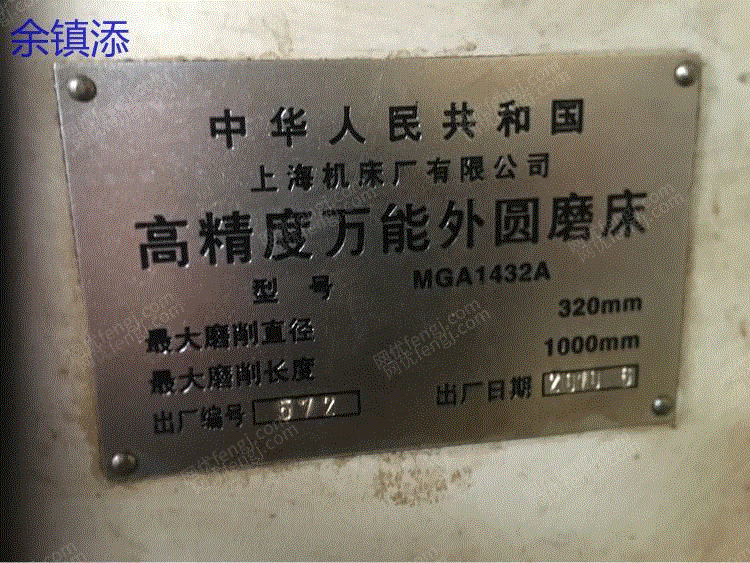 余镇添
中华人民共和国
上海机床厂有限公司
高精度万能外圆磨床
型号 MGA1432A
最大磨削直径 320mm
最大磨削长度 1000mm
出厂编号 672 出厂日期